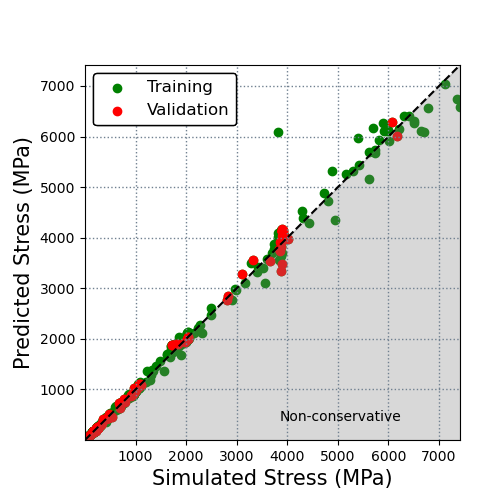 Training
Validation
7000
6000
5000
4000
3000
2000
1000
Predicted Stress (MPa)
Non-conservative
1000 2000 3000 4000 5000 6000 7000
Simulated Stress (MPa)